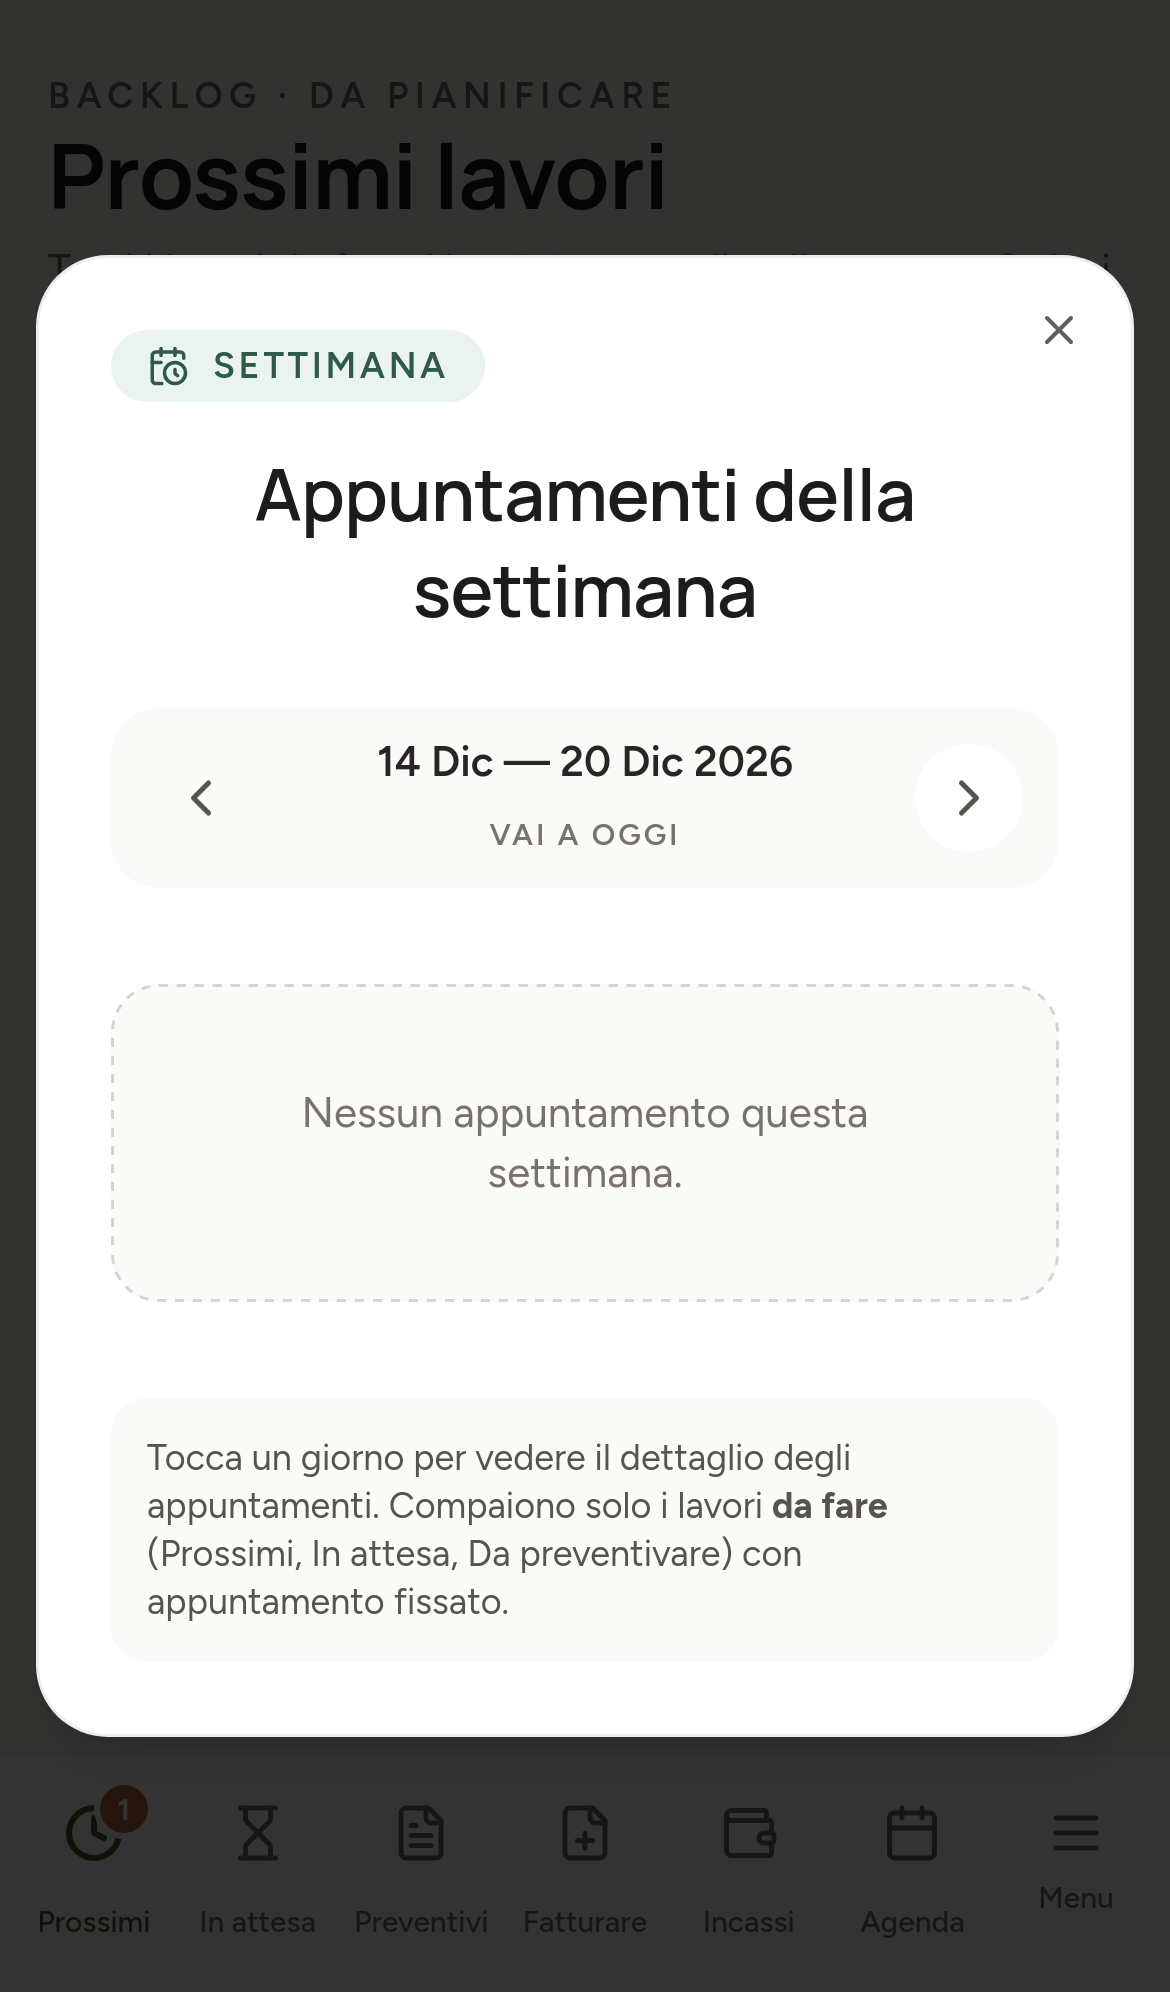 BACKLOG · DA PIANIFICARE
Prossimi lavori
SETTIMANA
Appuntamenti della
settimana
14 Dic — 20 Dic 2026
VAI A OGGI
Nessun appuntamento questa
settimana.
Tocca un giorno per vedere il dettaglio degli
appuntamenti. Compaiono solo i lavori da fare
(Prossimi, In attesa, Da preventivare) con
appuntamento fissato.
1
Prossimi
In attesa
Preventivi
Fatturare
Incassi
Agenda
Menu